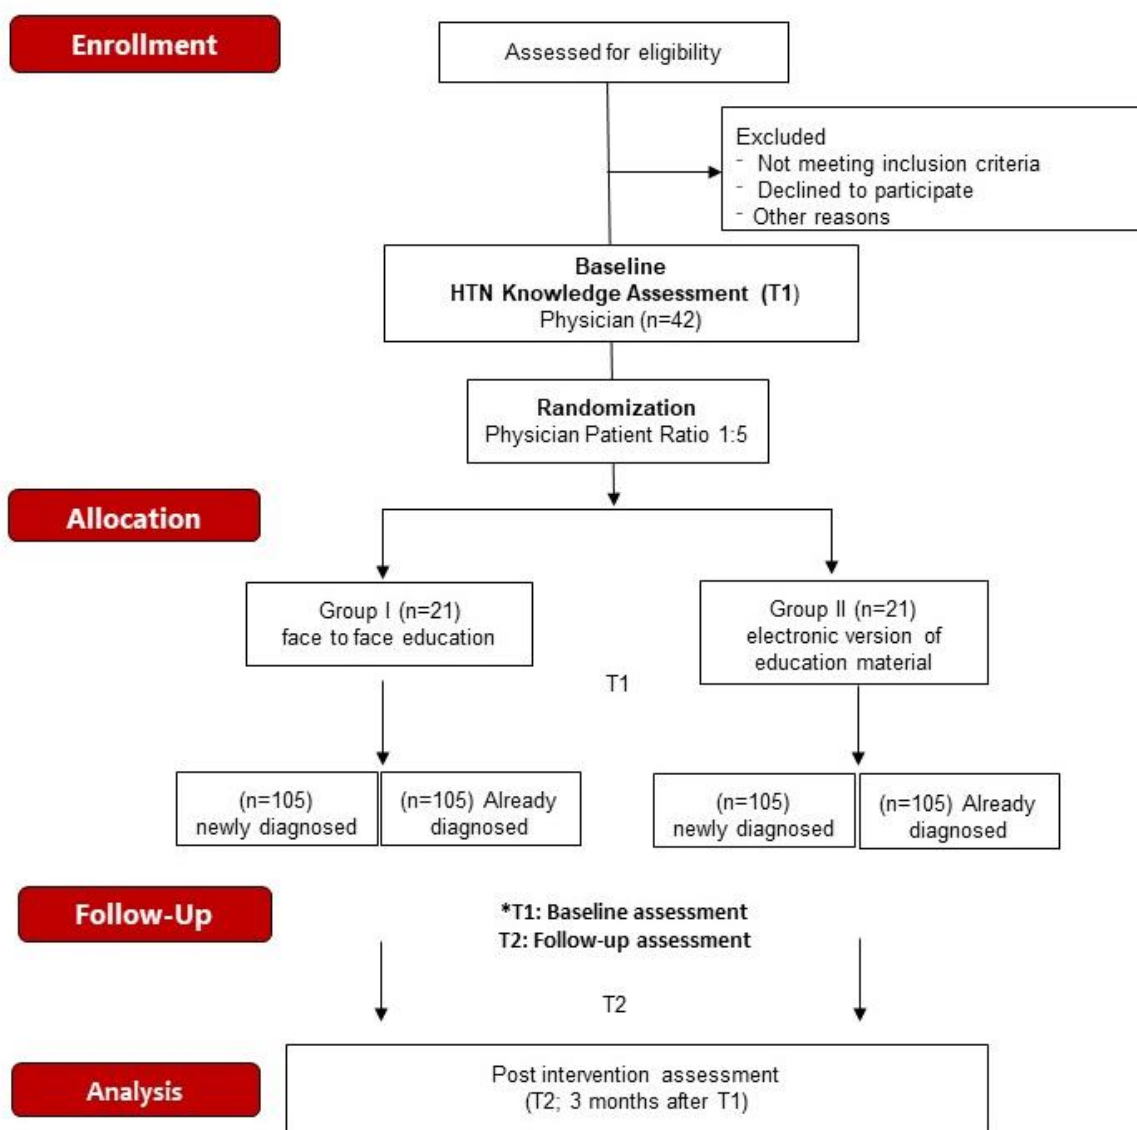 Enrollment
Assessed for eligibility
Excluded
- Not meeting inclusion criteria
- Declined to participate
- Other reasons
Baseline
HTN Knowledge Assessment (T1)
Physician (n=42)
Randomization
Physician Patient Ratio 1:5
Allocation
Group I (n=21)
face to face education
Group II (n=21)
electronic version of
education material
T1
(n=105)
newly diagnosed
(n=105) Already
diagnosed
(n=105)
newly diagnosed
(n=105) Already
diagnosed
Follow-Up
*T1: Baseline assessment
T2: Follow-up assessment
T2
Analysis
Post intervention assessment
(T2; 3 months after T1)